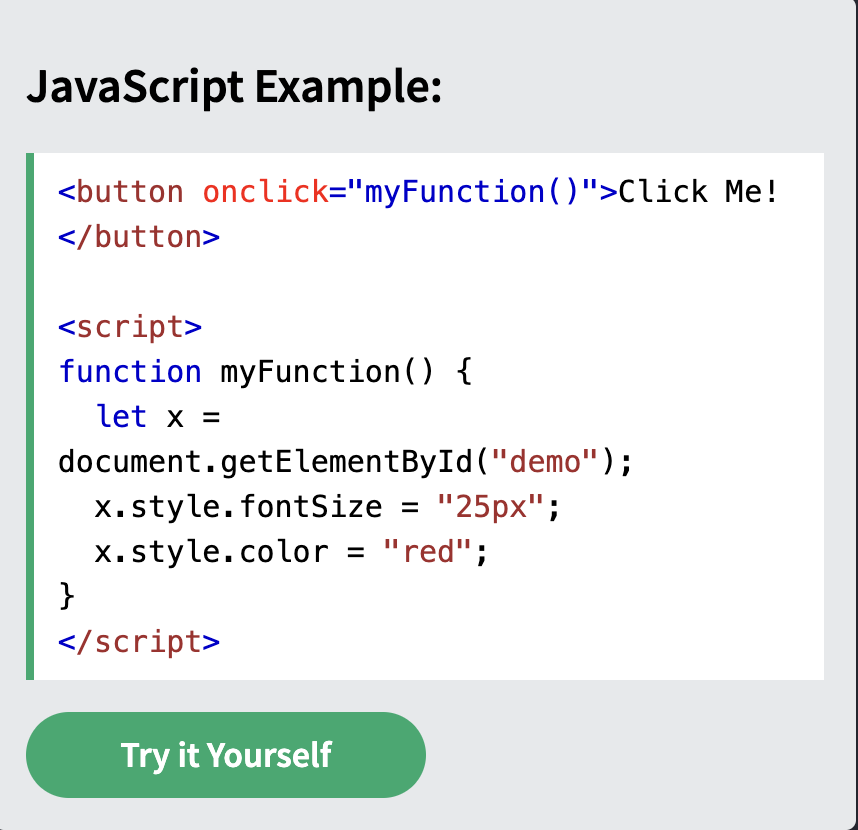 JavaScript Example:
<button onclick="myFunction()">Click Me!
</button>

<script>
function myFunction() {
  let x =
document.getElementById("demo");
  x.style.fontSize = "25px";
  x.style.color = "red";
}
</script>
Try it Yourself